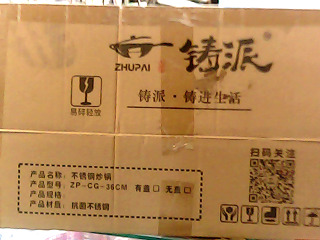 ZHUPAI
铸派
易碎轻放
铸派·铸进生活
扫码关注
产品名称：不锈钢炒锅
产品型号：ZP-CG-36CM 有盖□ 无盖□
产品规格：
产品材质：抗菌不锈钢